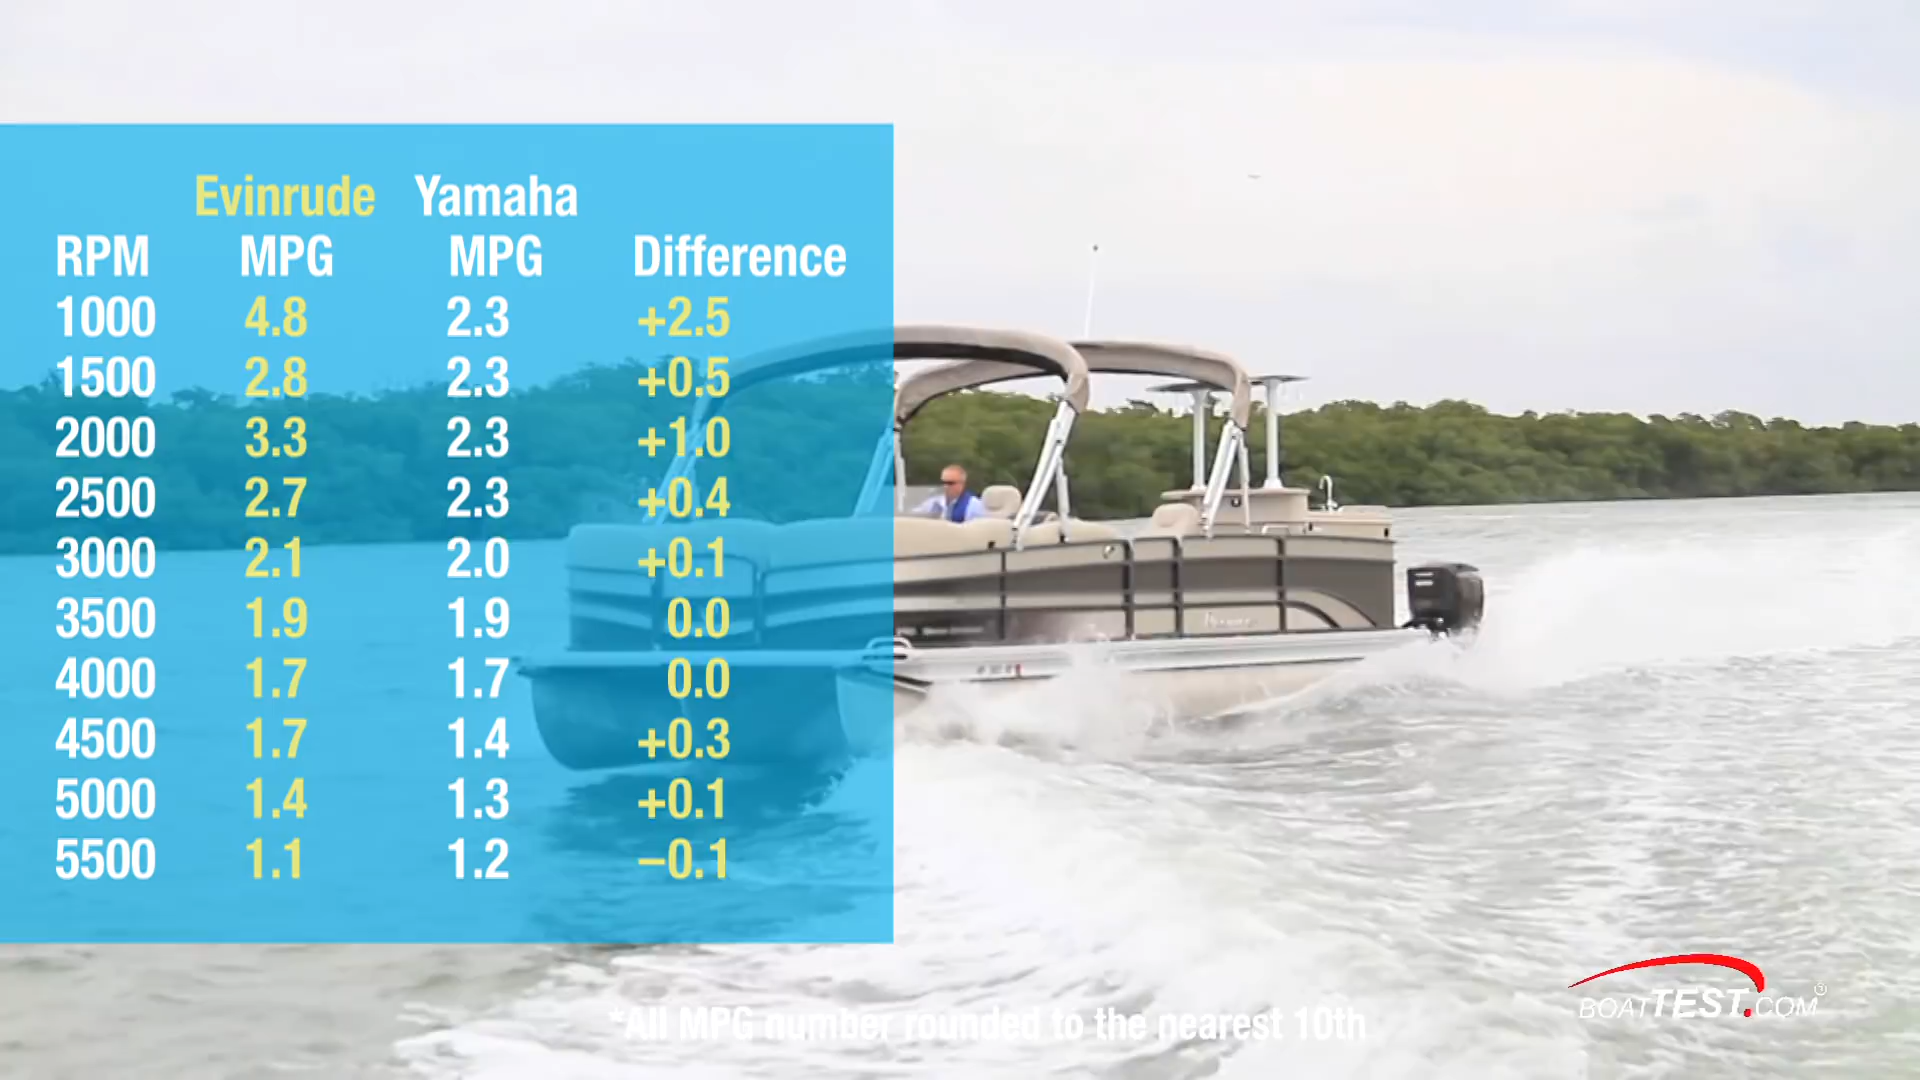 Evinrude Yamaha
RPM MPG MPG Difference
1000 4.8 2.3 +2.5
1500 2.8 2.3 +0.5
2000 3.3 2.3 +1.0
2500 2.7 2.3 +0.4
3000 2.1 2.0 +0.1
3500 1.9 1.9 0.0
4000 1.7 1.7 0.0
4500 1.7 1.4 +0.3
5000 1.4 1.3 +0.1
5500 1.1 1.2 −0.1
*All MPG number rounded to the nearest 10th
BOATTEST.COM®